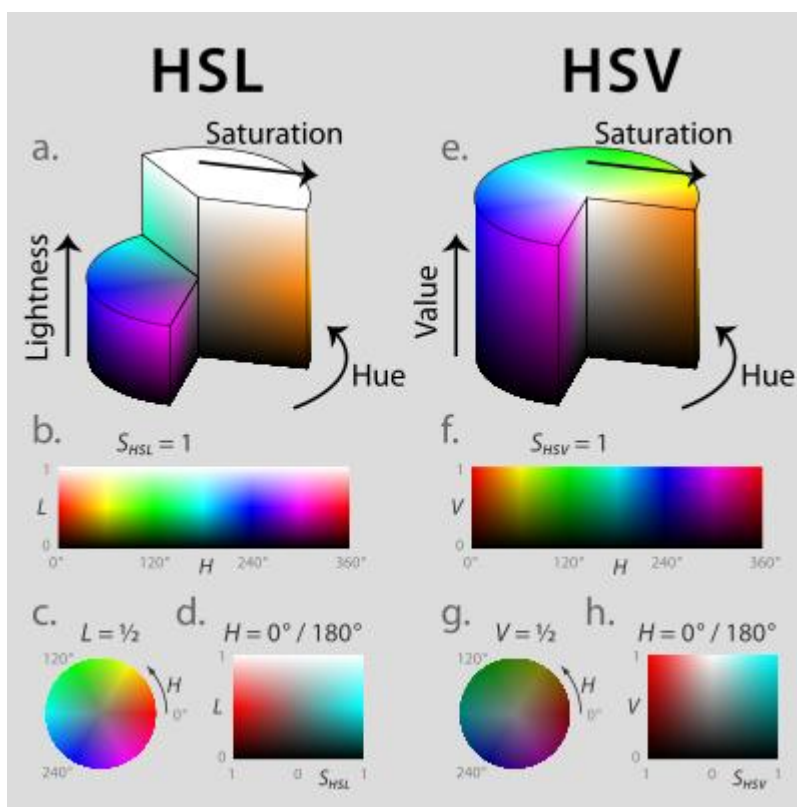 HSL
HSV
a.
Saturation
Lightness
Hue
e.
Saturation
Value
Hue
b.
S_HSL = 1
1
L
0
0°
120°
H
240°
360°
f.
S_HSV = 1
1
V
0
0°
120°
H
240°
360°
c.
L = ½
120°
H
0°
240°
d.
H = 0° / 180°
1
L
0
1
0
S_HSL
1
g.
V = ½
120°
H
0°
240°
h.
H = 0° / 180°
1
V
0
1
0
S_HSV
1